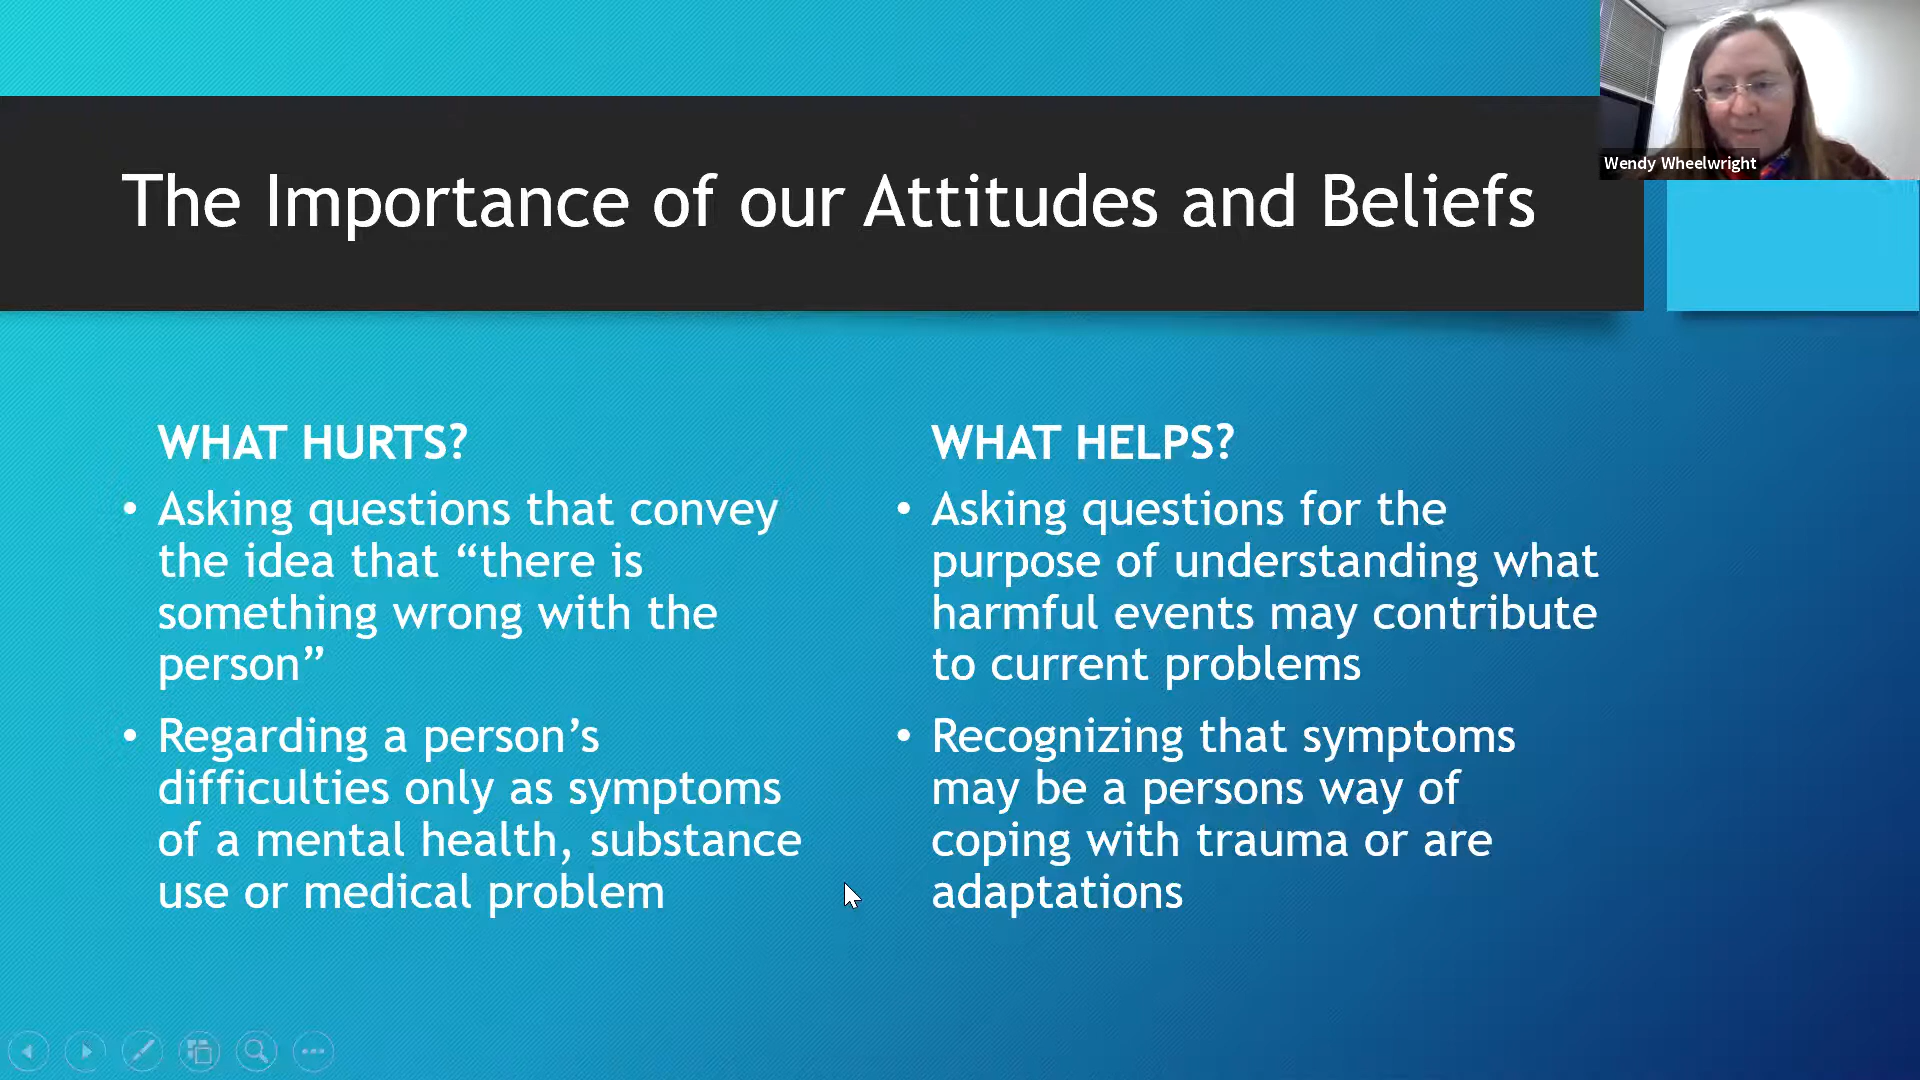 Wendy Wheelwright
The Importance of our Attitudes and Beliefs
WHAT HURTS?
• Asking questions that convey
the idea that “there is
something wrong with the
person”
• Regarding a person’s
difficulties only as symptoms
of a mental health, substance
use or medical problem
WHAT HELPS?
• Asking questions for the
purpose of understanding what
harmful events may contribute
to current problems
• Recognizing that symptoms
may be a persons way of
coping with trauma or are
adaptations